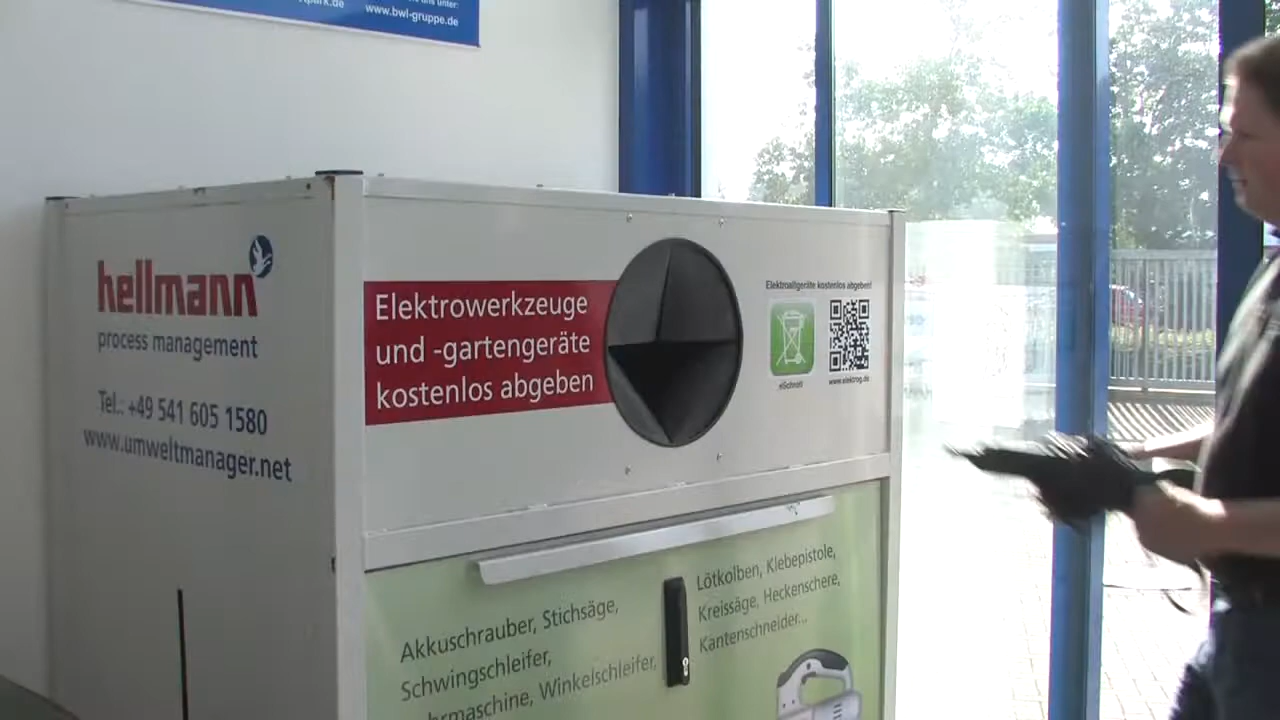 www.bwl-gruppe.de
hellmann
process management
Tel.: +49 541 605 1580
www.umweltmanager.net
Elektrowerkzeuge
und -gartengeräte
kostenlos abgeben
Elektroaltgeräte kostenlos abgeben!
eSchrott
www.elektrog.de
Akkuschrauber, Stichsäge,
Schwingschleifer,
Winkelschleifer,
Lötkolben, Klebepistole,
Kreissäge, Heckenschere,
Kantenschneider...